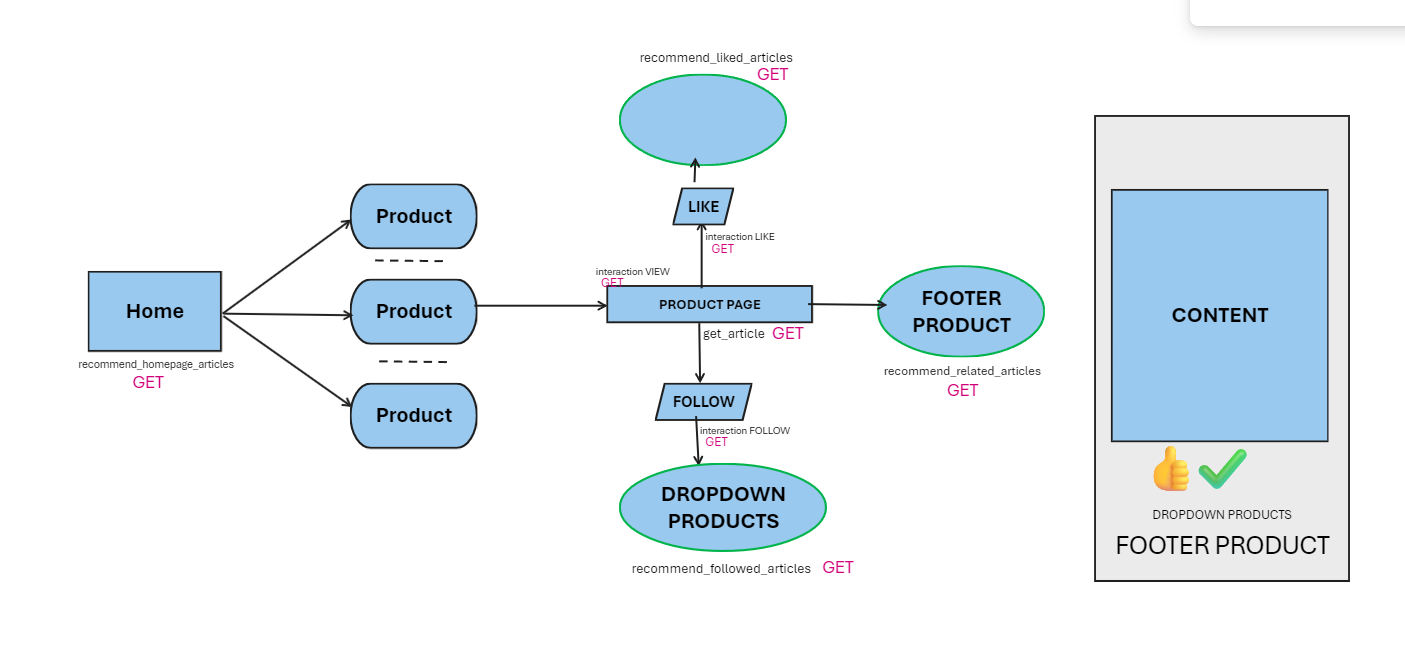 recommend_liked_articles
GET
LIKE
interaction LIKE
GET
Product
Product
Product
Home
recommend_homepage_articles
GET
interaction VIEW
GET
PRODUCT PAGE
get_article GET
FOLLOW
interaction FOLLOW
GET
DROPDOWN
PRODUCTS
recommend_followed_articles GET
FOOTER
PRODUCT
recommend_related_articles
GET
CONTENT
DROPDOWN PRODUCTS
FOOTER PRODUCT